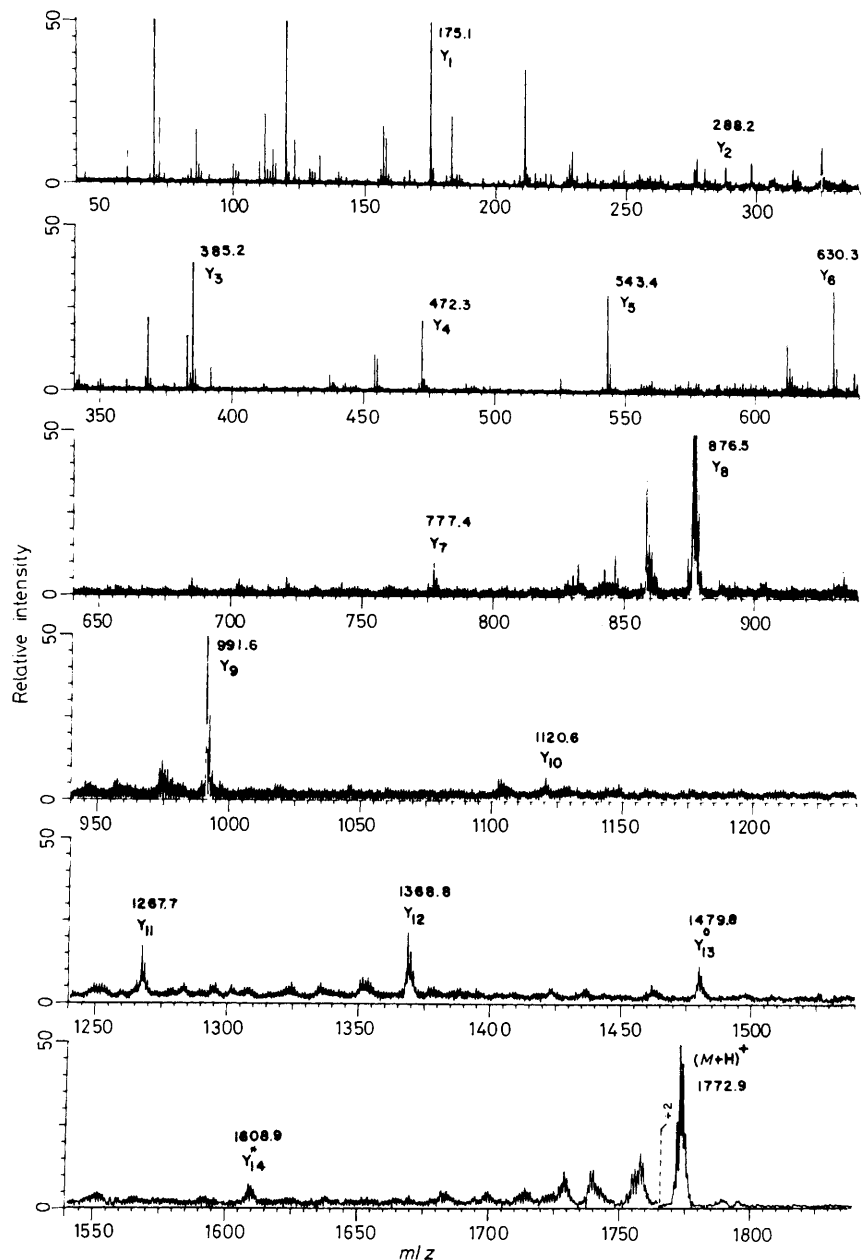 50
175.1
Y1
288.2
Y2
0
50 100 150 200 250 300
50
385.2
Y3
472.3
Y4
543.4
Y5
630.3
Y6
0
350 400 450 500 550 600
50
777.4
Y7
876.5
Y8
0
650 700 750 800 850 900
Relative intensity
50
991.6
Y9
1120.6
Y10
0
950 1000 1050 1100 1150 1200
50
1267.7
Y11
1368.8
Y12
1479.8
Y13°
0
1250 1300 1350 1400 1450 1500
50
1608.9
Y14*
÷2
(M+H)+
1772.9
0
1550 1600 1650 1700 1750 1800
m/z